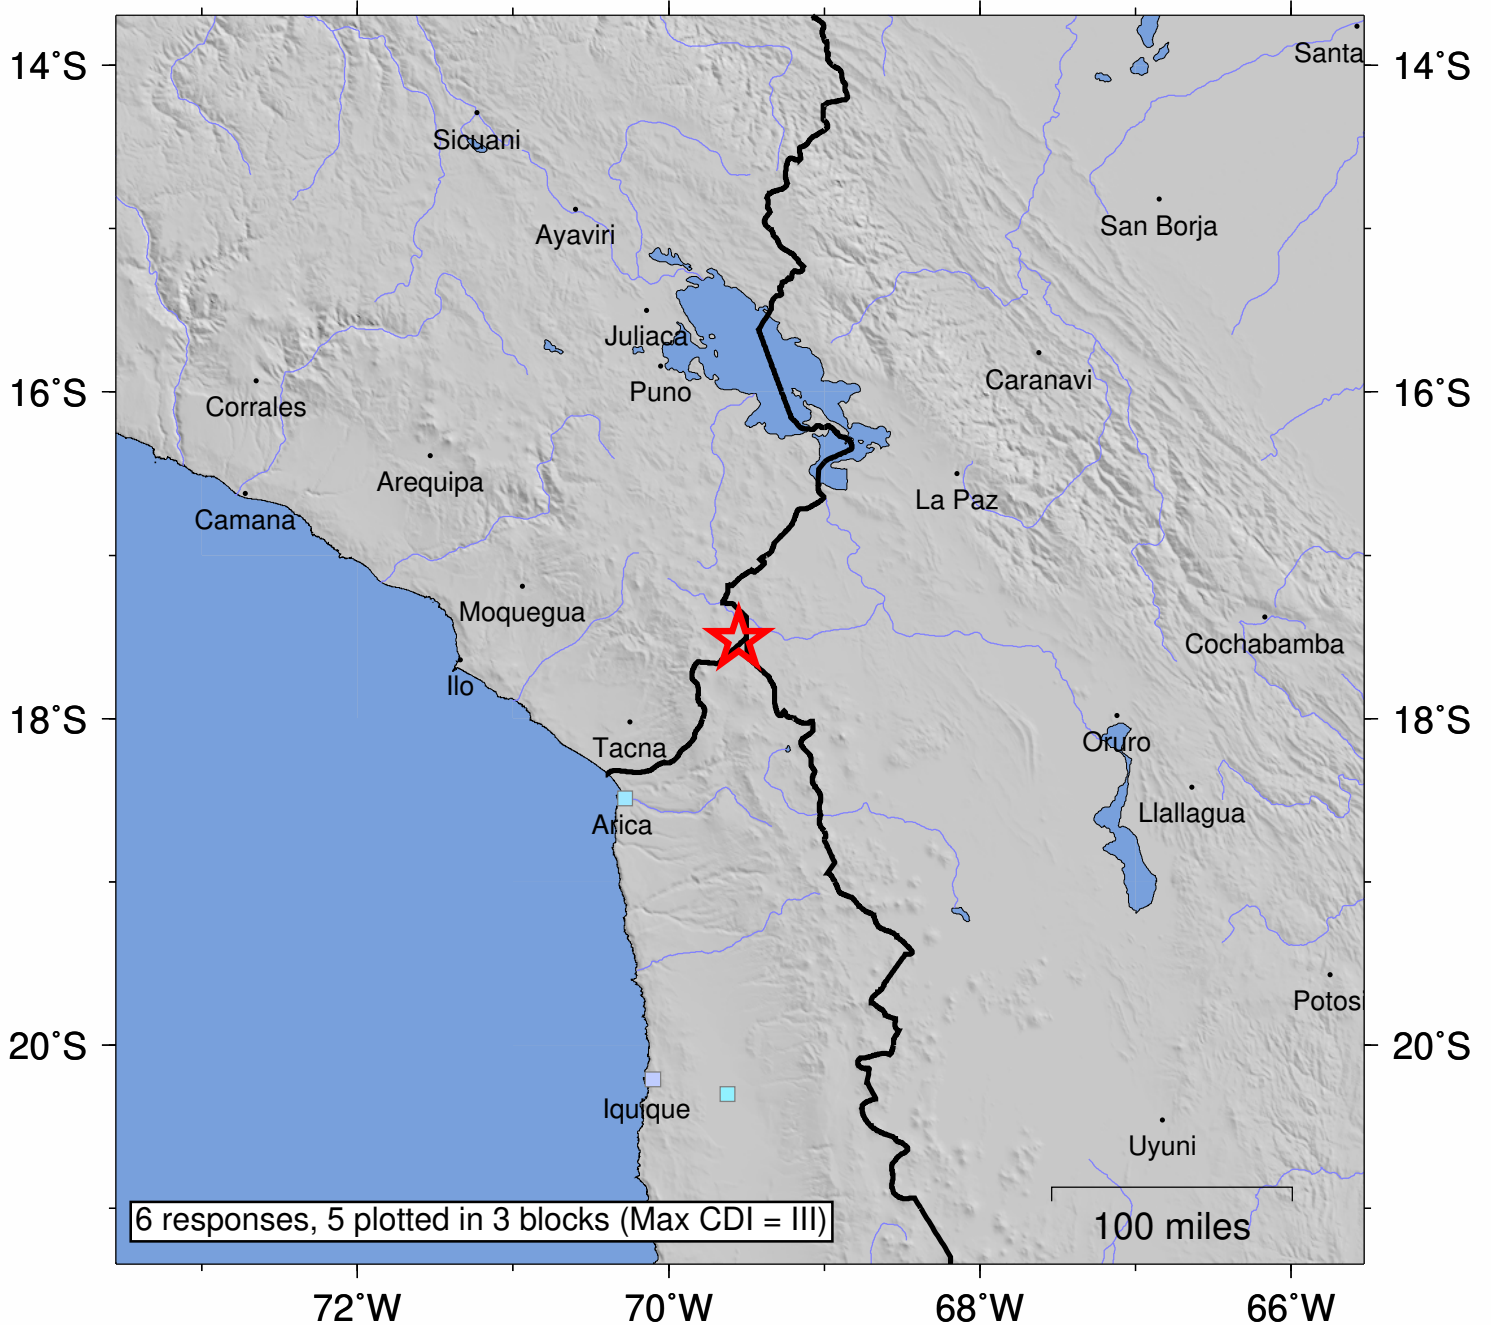 14˚S
14˚S
Santa
Sicuani
San Borja
Ayaviri
Juliaca
Caranavi
Puno
16˚S
16˚S
Corrales
Arequipa
La Paz
Camana
Moquegua
Cochabamba
Ilo
18˚S
18˚S
Oruro
Tacna
Llallagua
Arica
Potosi
20˚S
20˚S
Iquique
Uyuni
6 responses, 5 plotted in 3 blocks (Max CDI = III)
100 miles
72˚W
70˚W
68˚W
66˚W